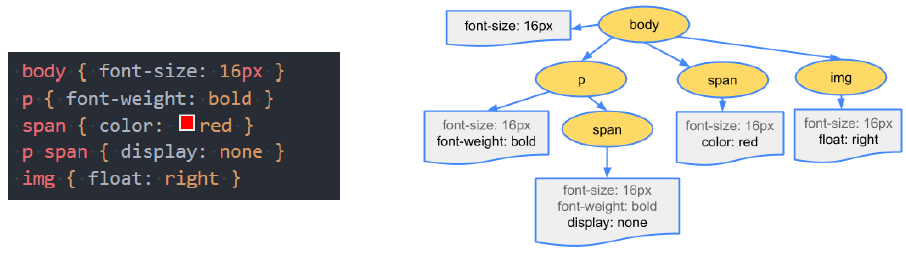 body { font-size: 16px }
p { font-weight: bold }
span { color: red }
p span { display: none }
img { float: right }
font-size: 16px
body
p
span
img
font-size: 16px
font-weight: bold
span
font-size: 16px
color: red
font-size: 16px
float: right
font-size: 16px
font-weight: bold
display: none